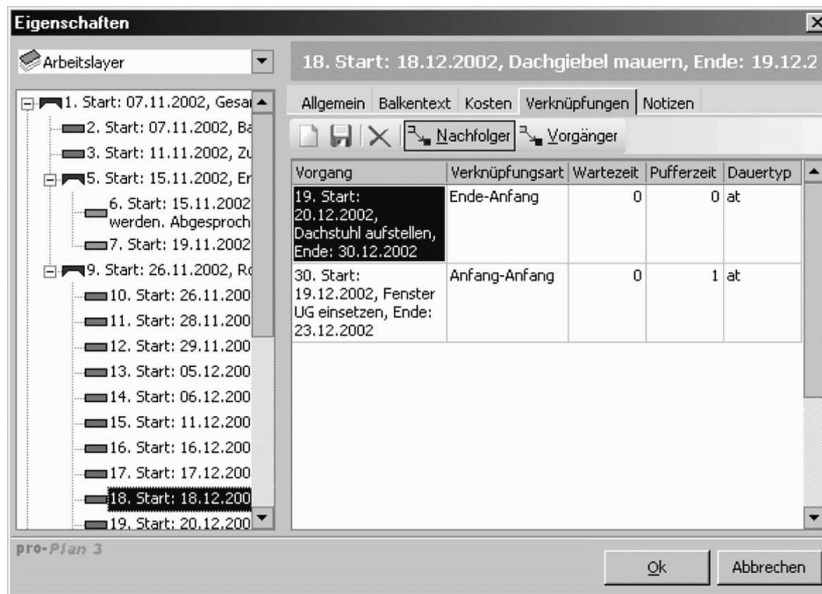 Eigenschaften
Arbeitslayer
1. Start: 07.11.2002, Gesar
2. Start: 07.11.2002, Ba
3. Start: 11.11.2002, Zu
5. Start: 15.11.2002, Er
6. Start: 15.11.2002
werden. Abgesproch
7. Start: 19.11.2002
9. Start: 26.11.2002, Ro
10. Start: 26.11.200
11. Start: 28.11.200
12. Start: 29.11.200
13. Start: 05.12.200
14. Start: 06.12.200
15. Start: 11.12.200
16. Start: 16.12.200
17. Start: 17.12.200
18. Start: 18.12.200
19. Start: 20.12.200
18. Start: 18.12.2002, Dachgiebel mauern, Ende: 19.12.2
Allgemein Balkentext Kosten Verknüpfungen Notizen
Nachfolger Vorgänger
Vorgang Verknüpfungsart Wartezeit Pufferzeit Dauertyp
19. Start:
20.12.2002,
Dachstuhl aufstellen,
Ende: 30.12.2002
Ende-Anfang 0 0 at
30. Start:
19.12.2002, Fenster
UG einsetzen, Ende:
23.12.2002
Anfang-Anfang 0 1 at
pro-Plan 3
Ok Abbrechen